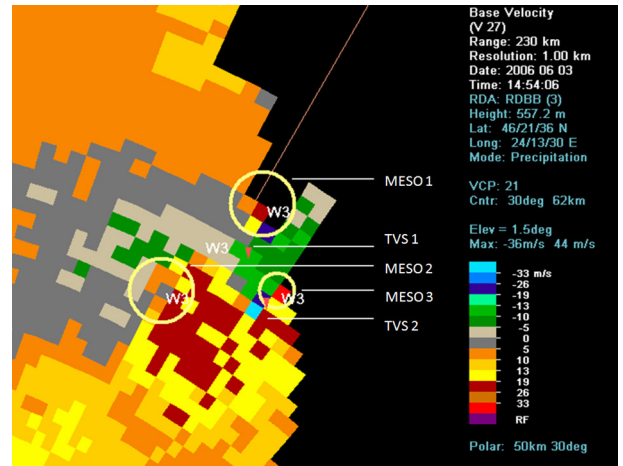 Base Velocity
(V 27)
Range: 230 km
Resolution: 1.00 km
Date: 2006 06 03
Time: 14:54:06
RDA: RDBB (3)
Height: 557.2 m
Lat: 46/21/36 N
Long: 24/13/30 E
Mode: Precipitation
VCP: 21
Cntr: 30deg 62km
Elev = 1.5deg
Max: -36m/s 44 m/s
-33 m/s
-26
-19
-13
-10
-5
0
5
10
13
19
26
33
RF
Polar: 50km 30deg
MESO 1
W3
TVS 1
W3
MESO 2
W3
MESO 3
W3
TVS 2